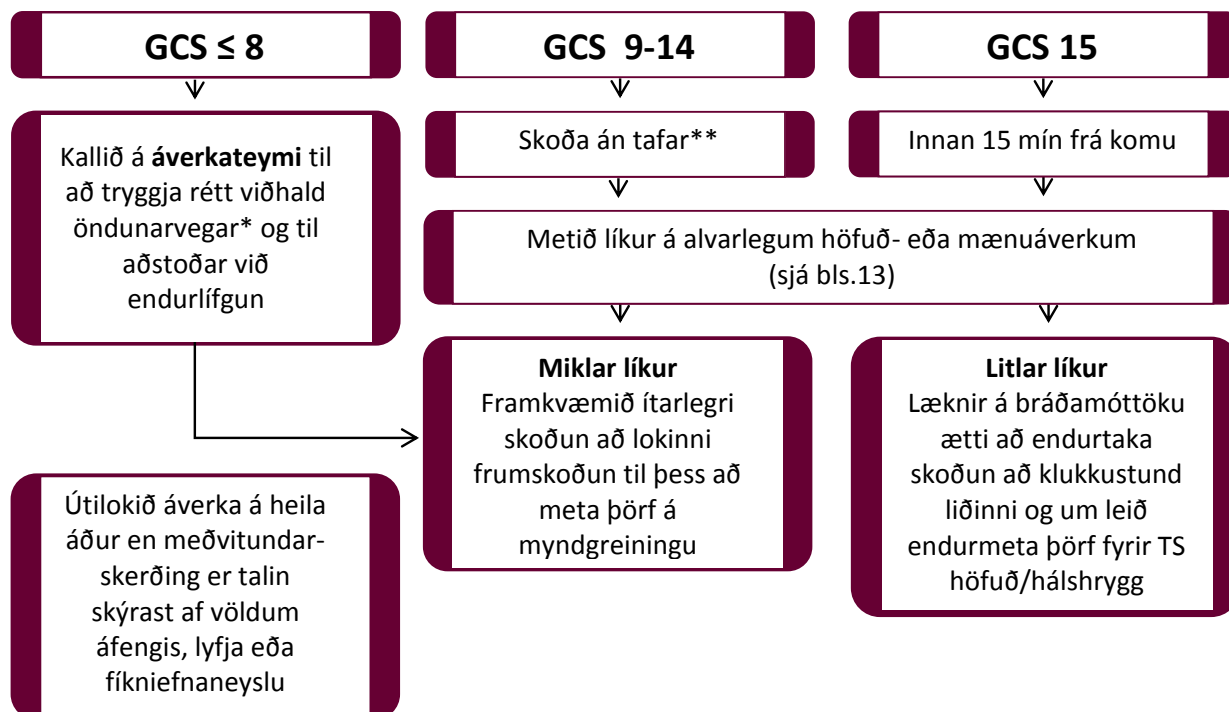 GCS ≤ 8
GCS 9-14
GCS 15
Kallið á áverkateymi til
að tryggja rétt viðhald
öndunarvegar* og til
aðstoðar við
endurlífgun
Skoða án tafar**
Innan 15 mín frá komu
Metið líkur á alvarlegum höfuð- eða mænuáverkum
(sjá bls.13)
Miklar líkur
Framkvæmið ítarlegri
skoðun að lokinni
frumskoðun til þess að
meta þörf á
myndgreiningu
Litlar líkur
Læknir á bráðamóttöku
ætti að endurtaka
skoðun að klukkustund
liðinni og um leið
endurmeta þörf fyrir TS
höfuð/hálshrygg
Útilokið áverka á heila
áður en meðvitundar-
skerðing er talin
skýrast af völdum
áfengis, lyfja eða
fíkniefnaneyslu